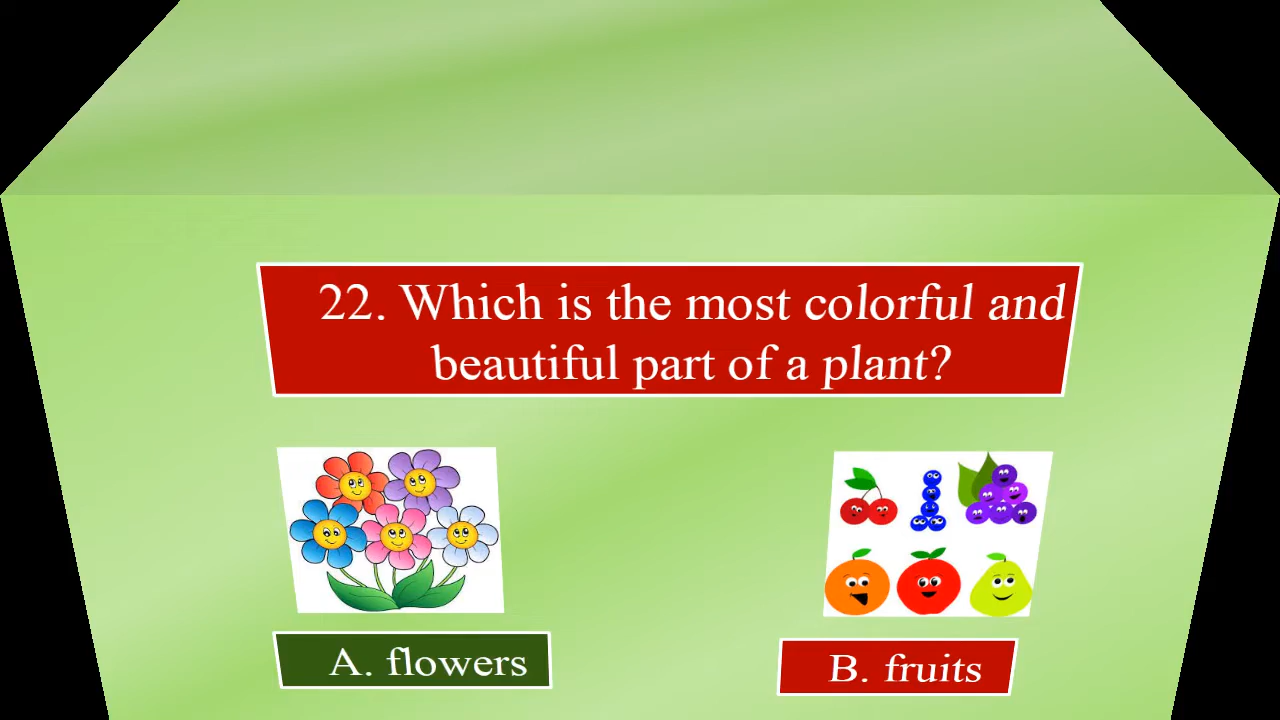 22. Which is the most colorful and
beautiful part of a plant?
A. flowers
B. fruits